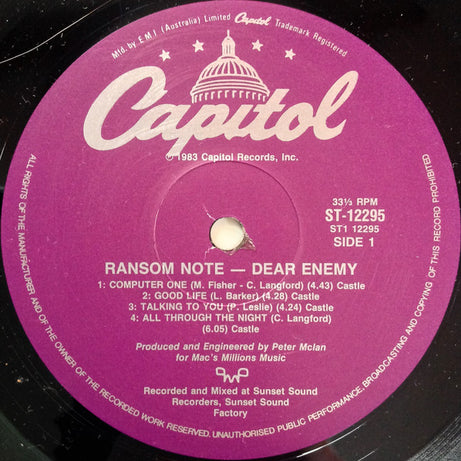 Mfd. by E M I (Australia) Limited Capitol Trademark Registered
Capitol
℗ 1983 Capitol Records, Inc.
33⅓ RPM
ST-12295
ST1 12295
SIDE 1
RANSOM NOTE — DEAR ENEMY
1: COMPUTER ONE (M. Fisher - C. Langford) (4.43) Castle
2: GOOD LIFE (L. Barker) (4.28) Castle
3: TALKING TO YOU (P. Leslie) (4.24) Castle
4: ALL THROUGH THE NIGHT (C. Langford)
(6.05) Castle
Produced and Engineered by Peter McIan
for Mac's Millions Music
Recorded and Mixed at Sunset Sound
Recorders, Sunset Sound
Factory
ALL RIGHTS OF THE MANUFACTURER AND OF THE OWNER OF THE RECORDED WORK RESERVED. UNAUTHORISED PUBLIC PERFORMANCE, BROADCASTING AND COPYING OF THIS RECORD PROHIBITED